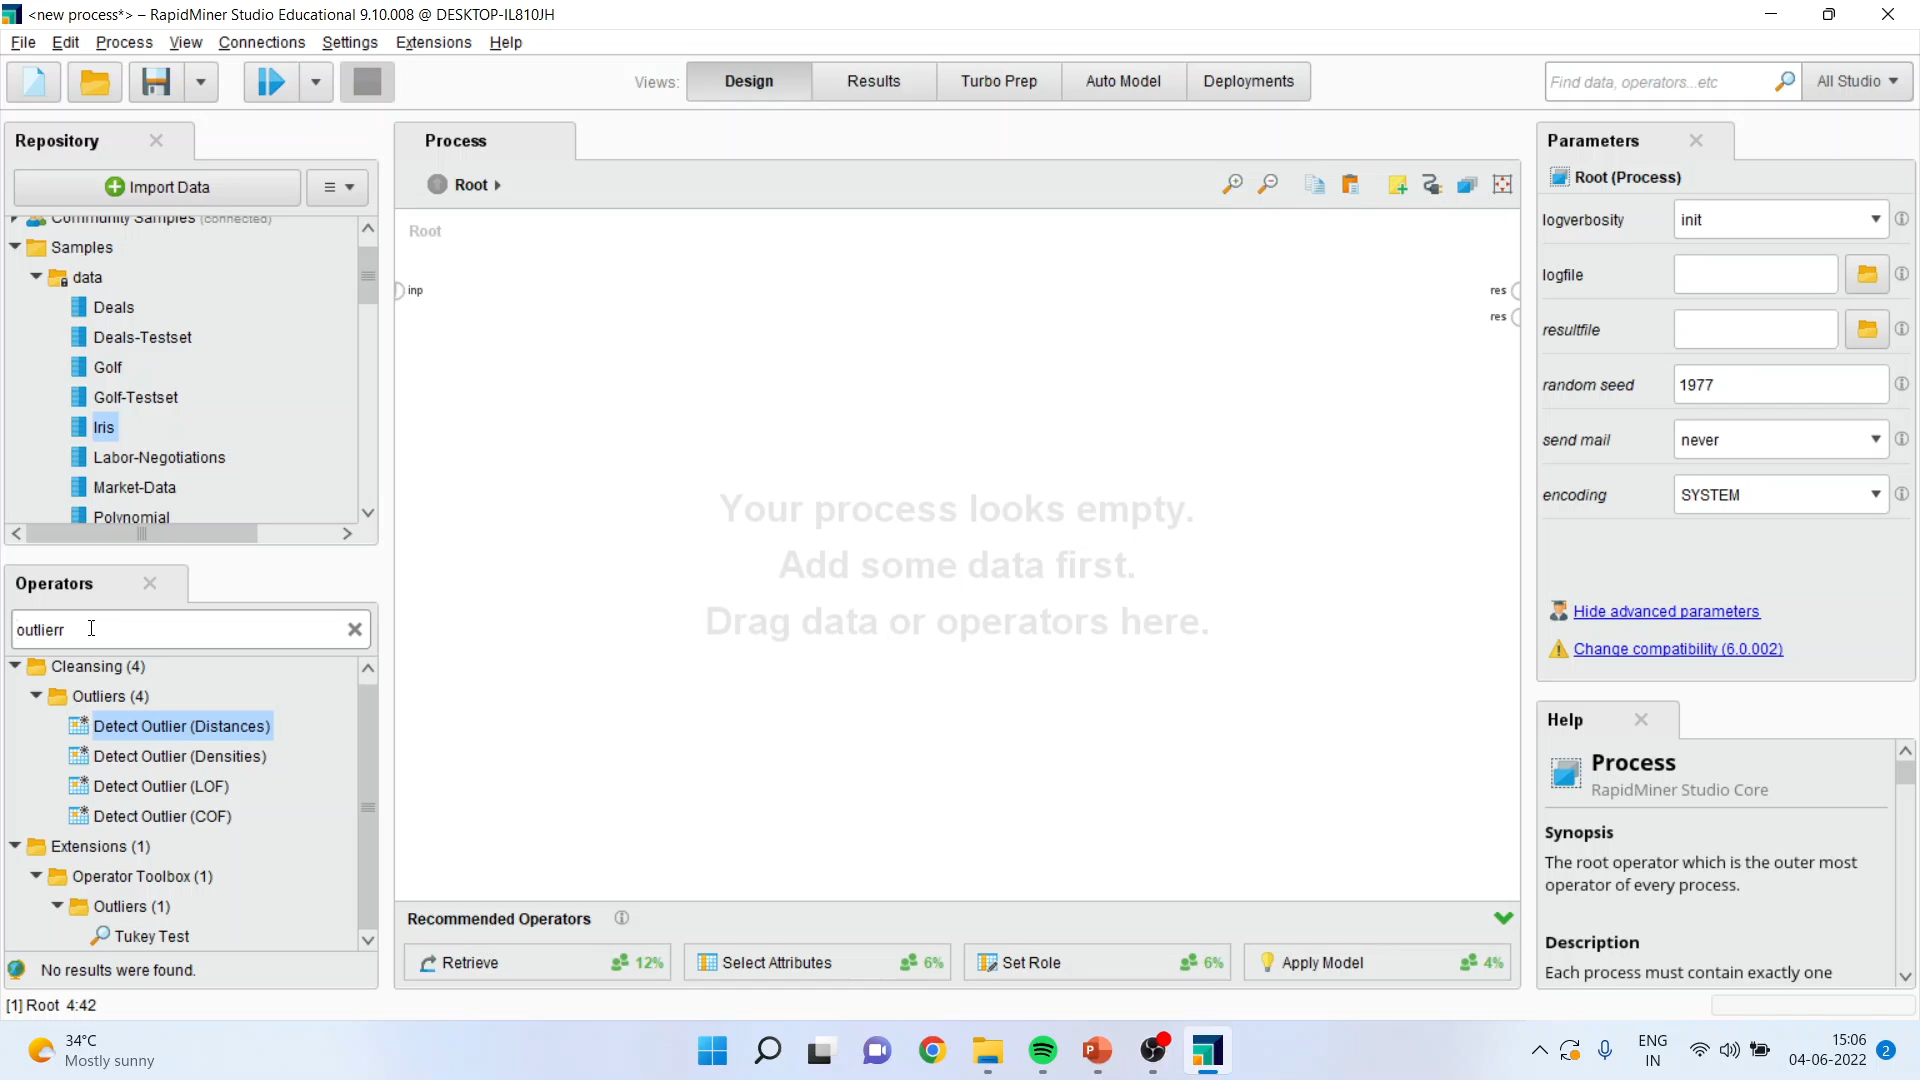 <new process*> – RapidMiner Studio Educational 9.10.008 @ DESKTOP-IL810JH
File Edit Process View Connections Settings Extensions Help
Views: Design Results Turbo Prep Auto Model Deployments
Find data, operators...etc
All Studio
Repository
Import Data
Community Samples (connected)
Samples
data
Deals
Deals-Testset
Golf
Golf-Testset
Iris
Labor-Negotiations
Market-Data
Polynomial
Operators
outlierr
Cleansing (4)
Outliers (4)
Detect Outlier (Distances)
Detect Outlier (Densities)
Detect Outlier (LOF)
Detect Outlier (COF)
Extensions (1)
Operator Toolbox (1)
Outliers (1)
Tukey Test
No results were found.
[1] Root 4:42
Process
Root
Root
inp
res
res
Your process looks empty.
Add some data first.
Drag data or operators here.
Recommended Operators
Retrieve 12%
Select Attributes 6%
Set Role 6%
Apply Model 4%
Parameters
Root (Process)
logverbosity init
logfile
resultfile
random seed 1977
send mail never
encoding SYSTEM
Hide advanced parameters
Change compatibility (6.0.002)
Help
Process
RapidMiner Studio Core
Synopsis
The root operator which is the outer most
operator of every process.
Description
Each process must contain exactly one
34°C
Mostly sunny
ENG
IN
15:06
04-06-2022
2